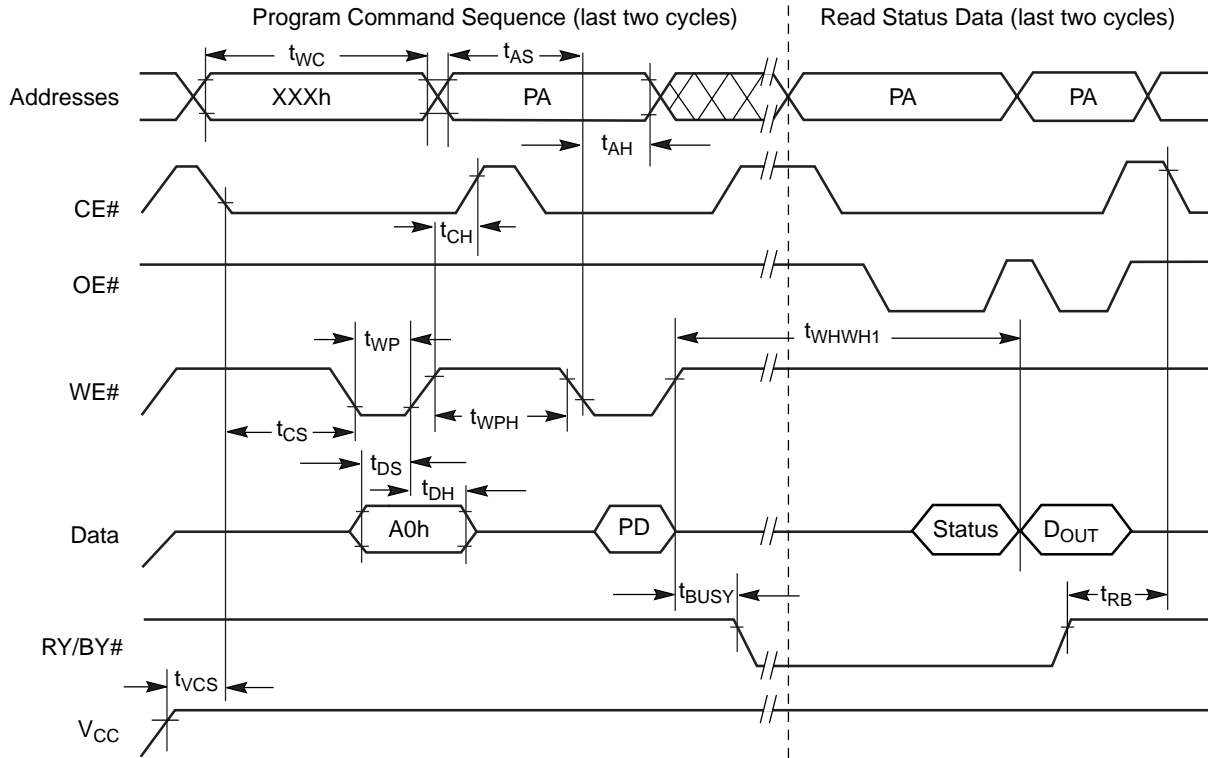 Program Command Sequence (last two cycles)
Read Status Data (last two cycles)
tWC
tAS
Addresses
XXXh
PA
PA
PA
tAH
CE#
tCH
OE#
tWP
tWHWH1
WE#
tWPH
tCS
tDS
tDH
Data
A0h
PD
Status
DOUT
tBUSY
tRB
RY/BY#
tVCS
VCC